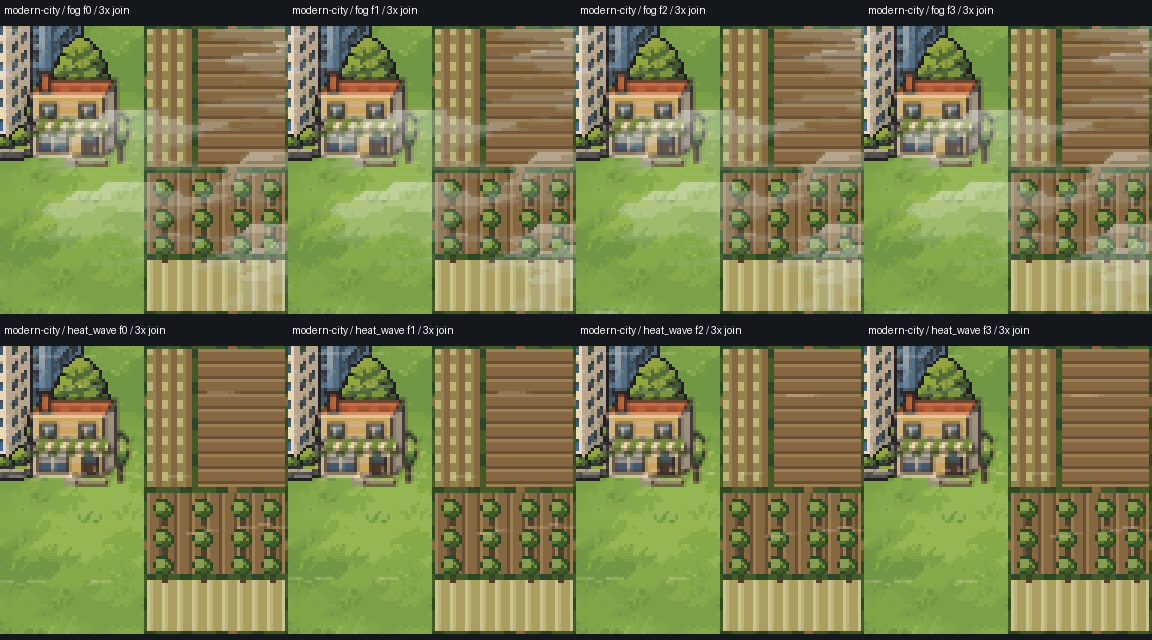 modern-city / fog f0 / 3x join
modern-city / fog f1 / 3x join
modern-city / fog f2 / 3x join
modern-city / fog f3 / 3x join
modern-city / heat_wave f0 / 3x join
modern-city / heat_wave f1 / 3x join
modern-city / heat_wave f2 / 3x join
modern-city / heat_wave f3 / 3x join